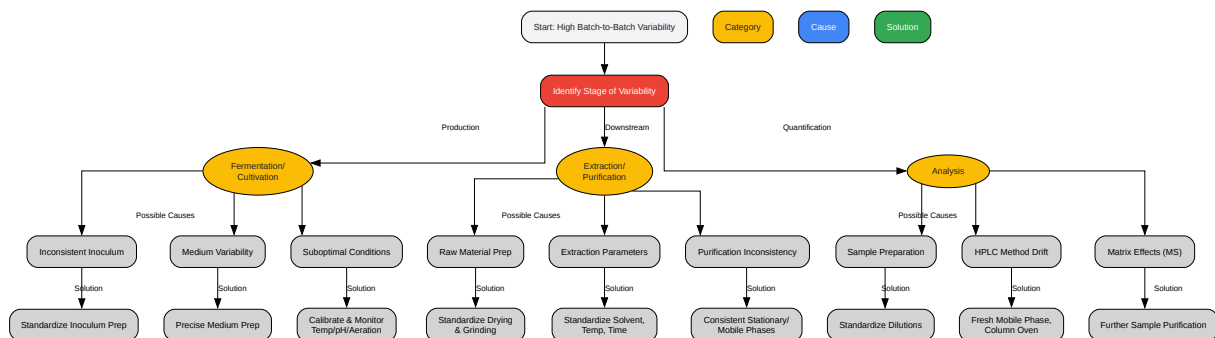 Start: High Batch-to-Batch Variability
Category
Cause
Solution
Identify Stage of Variability
Production
Downstream
Quantification
Fermentation/
Cultivation
Extraction/
Purification
Analysis
Possible Causes
Possible Causes
Possible Causes
Inconsistent Inoculum
Medium Variability
Suboptimal Conditions
Raw Material Prep
Extraction Parameters
Purification Inconsistency
Sample Preparation
HPLC Method Drift
Matrix Effects (MS)
Solution
Solution
Solution
Solution
Solution
Solution
Solution
Solution
Solution
Standardize Inoculum Prep
Precise Medium Prep
Calibrate & Monitor
Temp/pH/Aeration
Standardize Drying
& Grinding
Standardize Solvent,
Temp, Time
Consistent Stationary/
Mobile Phases
Standardize Dilutions
Fresh Mobile Phase,
Column Oven
Further Sample Purification